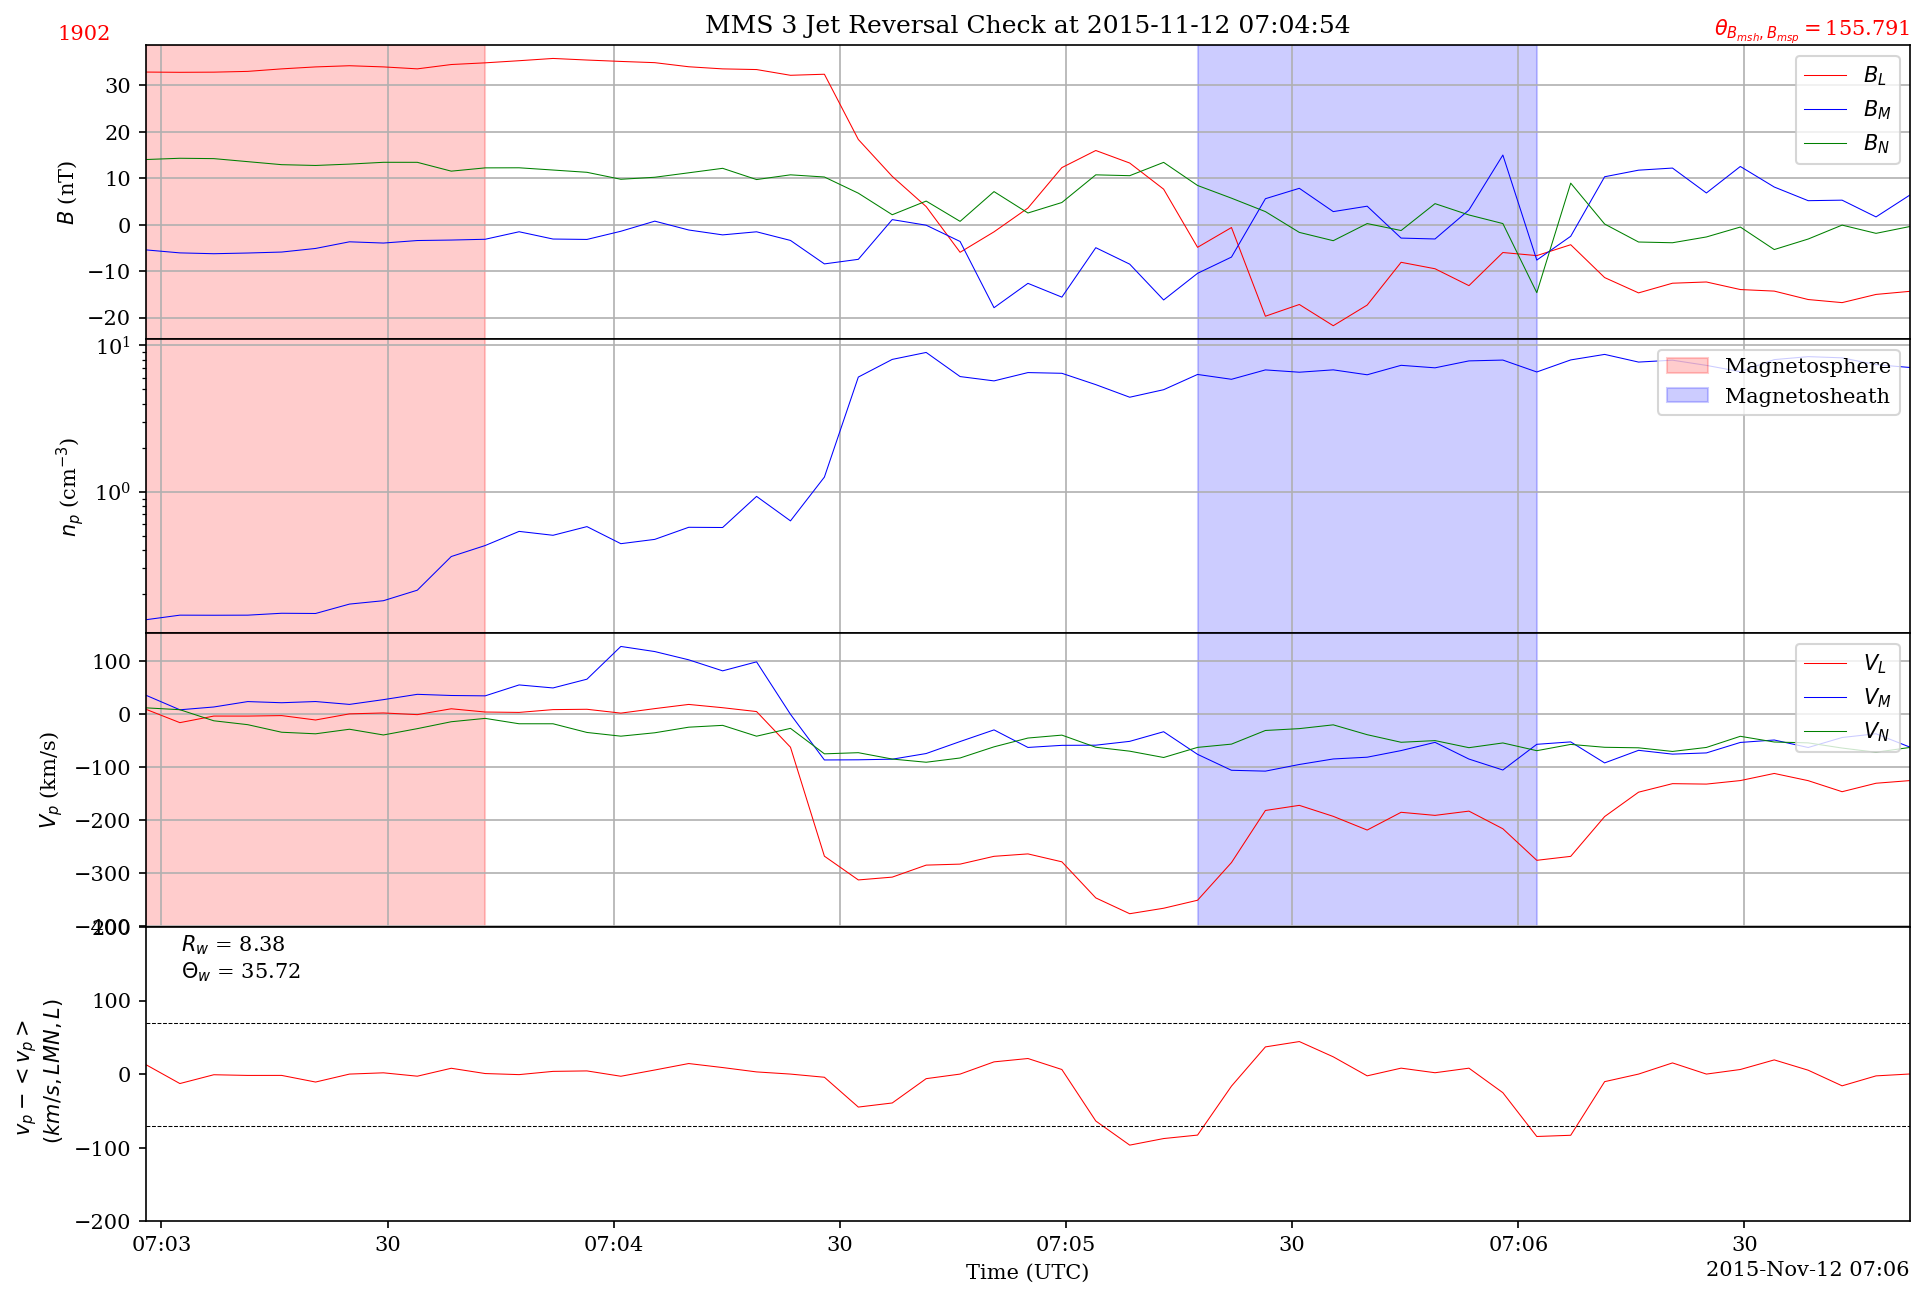 MMS 3 Jet Reversal Check at 2015-11-12 07:04:54
1902
θ_{B_{msh}, B_{msp}} = 155.791
30
20
10
0
−10
−20
B (nT)
B_L
B_M
B_N
10^1
10^0
n_p (cm^{−3})
Magnetosphere
Magnetosheath
100
0
−100
−200
−300
−400
V_p (km/s)
V_L
V_M
V_N
200
100
0
−100
−200
v_p − <v_p>
(km/s, LMN, L)
R_w = 8.38
Θ_w = 35.72
07:03
30
07:04
30
07:05
30
07:06
30
Time (UTC)
2015-Nov-12 07:06